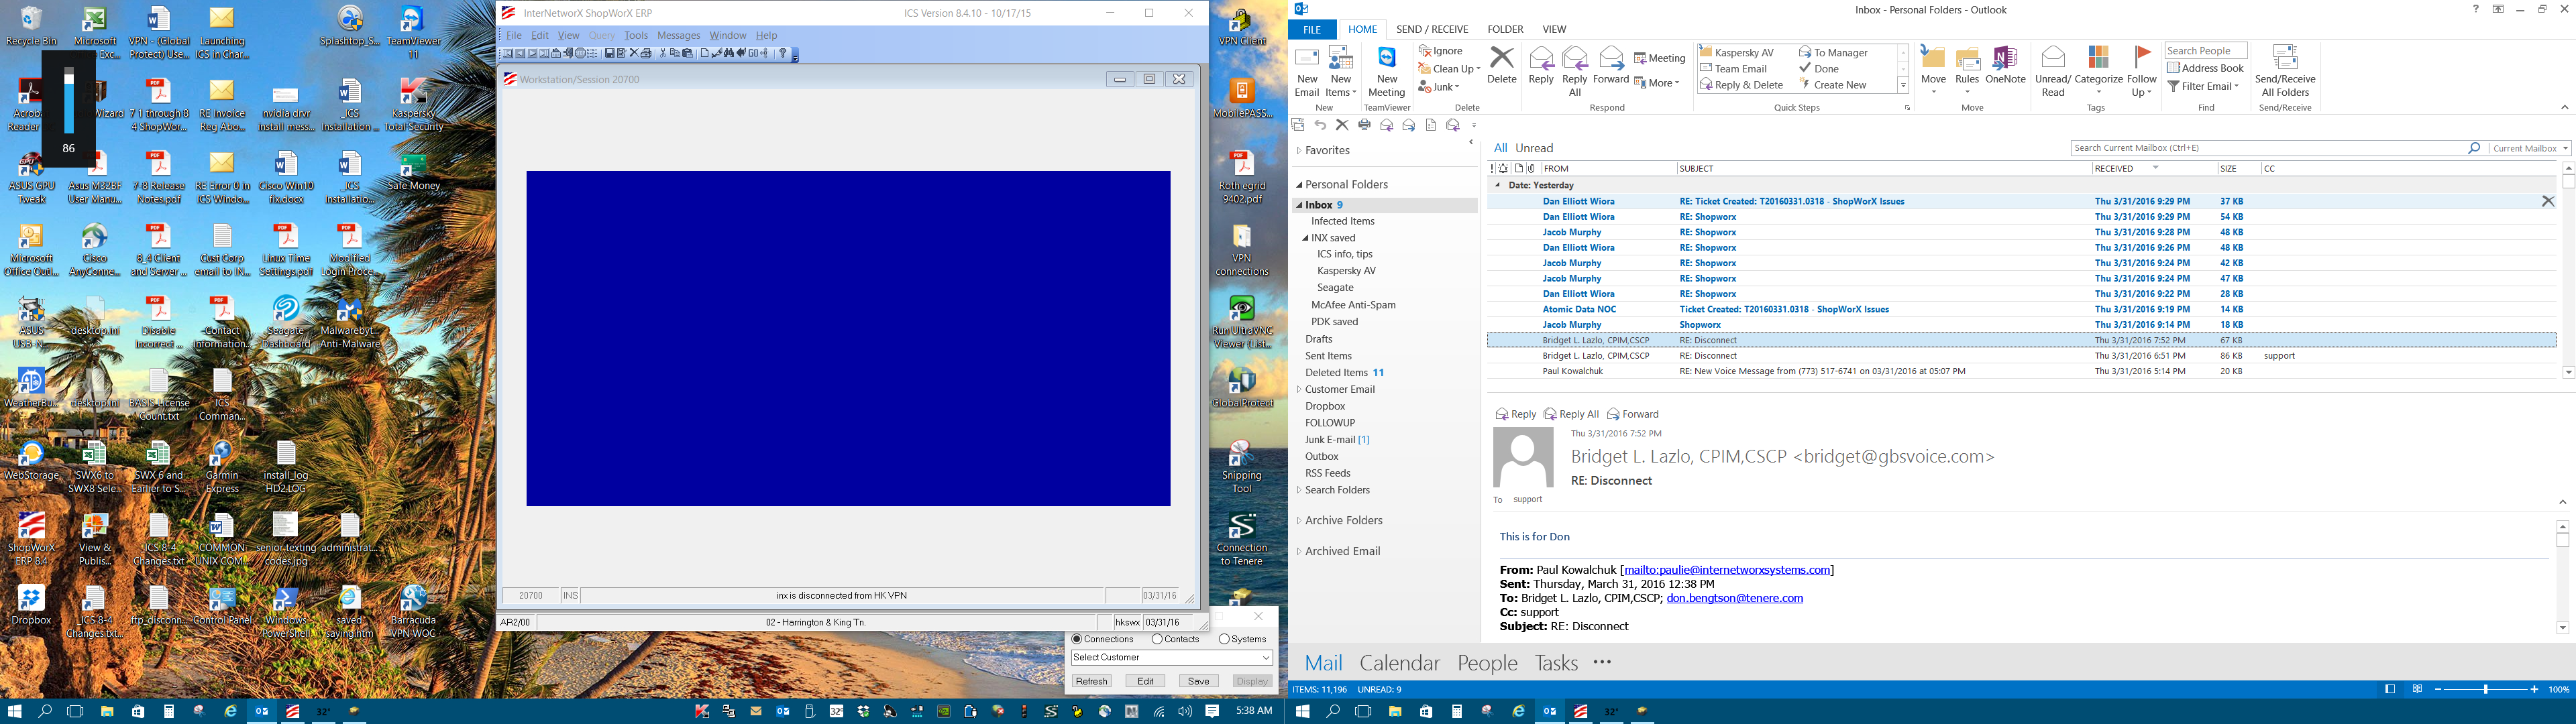 Recycle Bin
Microsoft
Exc...
VPN - (Global
Protect) Use...
Launching
(CS in Char...
Splashtop S...
TeamViewer
11
86
Acrobat
Reader
Wizard
7 1 through 8
4 ShopWor...
RE Invoice
Reg Abo...
nvidia drvr
install mess...
_ICS
Installation ...
Kaspersky
Total Security
ASUS GPU
Tweak
Asus M32BF
User Manu...
7-8 Release
Notes.pdf
RE Error 0 in
ICS Windo...
Cisco Win10
fix.docx
_ICS
Installatio...
Safe Money
Microsoft
Office Outl...
Cisco
AnyConne...
8_4 Client
and Server ...
Cust Corp
email to IN...
Linux Time
Settings.pdf
Modified
Login Proce...
ASUS
USB-N...
desktop.ini
Disable
Incorrect ...
Contact
Information...
Seagate
Dashboard
Malwarebyt...
Anti-Malware
WeatherBu...
desktop.ini
BASIS License
Count.txt
ICS
Comman...
WebStorage
SWX6 to
SWX8 Sele...
SWX 6 and
Earlier to S...
Garmin
Express
install_log
HD2.LOG
ShopWorX
ERP 8.4
View &
Publis...
ICS 8-4
Changes.txt
COMMON
UNIX COM...
senior texting
codes.jpg
administrat...
Dropbox
ICS 8-4
Changes.txt...
ftp_disconn...
Control Panel
Windows
PowerShell
saved
saying.htm
Barracuda
VPN-WOC
InterNetworX ShopWorX ERP
ICS Version 8.4.10 - 10/17/15
File Edit View Query Tools Messages Window Help
Workstation/Session 20700
20700 INS inx is disconnected from HK VPN 03/31/16
AR2/00 02 - Harrington & King Tn. hkswx 03/31/16
Connections Contacts Systems
Select Customer
Refresh Edit Save Display
VPN Client
MobilePASS...
Roth egrid
9402.pdf
VPN
connections
Run UltraVNC
Viewer (List...
GlobalProtect
Snipping
Tool
Connection
to Tenere
32°
5:38 AM
Inbox - Personal Folders - Outlook
FILE HOME SEND / RECEIVE FOLDER VIEW
New
Email
New
Items
New
New
Meeting
TeamViewer
Ignore
Clean Up
Junk
Delete
Delete
Reply
Reply
All
Forward
Meeting
More
Respond
Kaspersky AV
Team Email
Reply & Delete
To Manager
Done
Create New
Quick Steps
Move
Rules
OneNote
Move
Unread/
Read
Categorize
Follow
Up
Tags
Search People
Address Book
Filter Email
Find
Send/Receive
All Folders
Send/Receive
Favorites
Personal Folders
Inbox 9
Infected Items
INX saved
ICS info, tips
Kaspersky AV
Seagate
McAfee Anti-Spam
PDK saved
Drafts
Sent Items
Deleted Items 11
Customer Email
Dropbox
FOLLOWUP
Junk E-mail [1]
Outbox
RSS Feeds
Search Folders
Archive Folders
Archived Email
All Unread
Search Current Mailbox (Ctrl+E)
Current Mailbox
FROM SUBJECT RECEIVED SIZE CC
Date: Yesterday
Dan Elliott Wiora RE: Ticket Created: T20160331.0318 - ShopWorX Issues Thu 3/31/2016 9:29 PM 37 KB
Dan Elliott Wiora RE: Shopworx Thu 3/31/2016 9:29 PM 54 KB
Jacob Murphy RE: Shopworx Thu 3/31/2016 9:28 PM 48 KB
Dan Elliott Wiora RE: Shopworx Thu 3/31/2016 9:26 PM 48 KB
Jacob Murphy RE: Shopworx Thu 3/31/2016 9:24 PM 42 KB
Jacob Murphy RE: Shopworx Thu 3/31/2016 9:24 PM 47 KB
Dan Elliott Wiora RE: Shopworx Thu 3/31/2016 9:22 PM 28 KB
Atomic Data NOC Ticket Created: T20160331.0318 - ShopWorX Issues Thu 3/31/2016 9:19 PM 14 KB
Jacob Murphy Shopworx Thu 3/31/2016 9:14 PM 18 KB
Bridget L. Lazlo, CPIM,CSCP RE: Disconnect Thu 3/31/2016 7:52 PM 67 KB
Bridget L. Lazlo, CPIM,CSCP RE: Disconnect Thu 3/31/2016 6:51 PM 86 KB support
Paul Kowalchuk RE: New Voice Message from (773) 517-6741 on 03/31/2016 at 05:07 PM Thu 3/31/2016 5:14 PM 20 KB
Reply Reply All Forward
Thu 3/31/2016 7:52 PM
Bridget L. Lazlo, CPIM,CSCP <bridget@gbsvoice.com>
RE: Disconnect
To support
This is for Don
From: Paul Kowalchuk [mailto:paulie@internetworxsystems.com]
Sent: Thursday, March 31, 2016 12:38 PM
To: Bridget L. Lazlo, CPIM,CSCP; don.bengtson@tenere.com
Cc: support
Subject: RE: Disconnect
Mail Calendar People Tasks ···
ITEMS: 11,196 UNREAD: 9
100%
32°